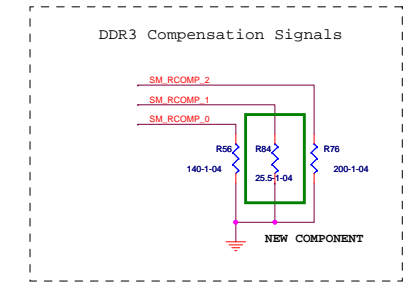 DDR3 Compensation Signals
SM_RCOMP_2
SM_RCOMP_1
SM_RCOMP_0
R56 R84 R76
140-1-04 25.5-1-04 200-1-04
NEW COMPONENT